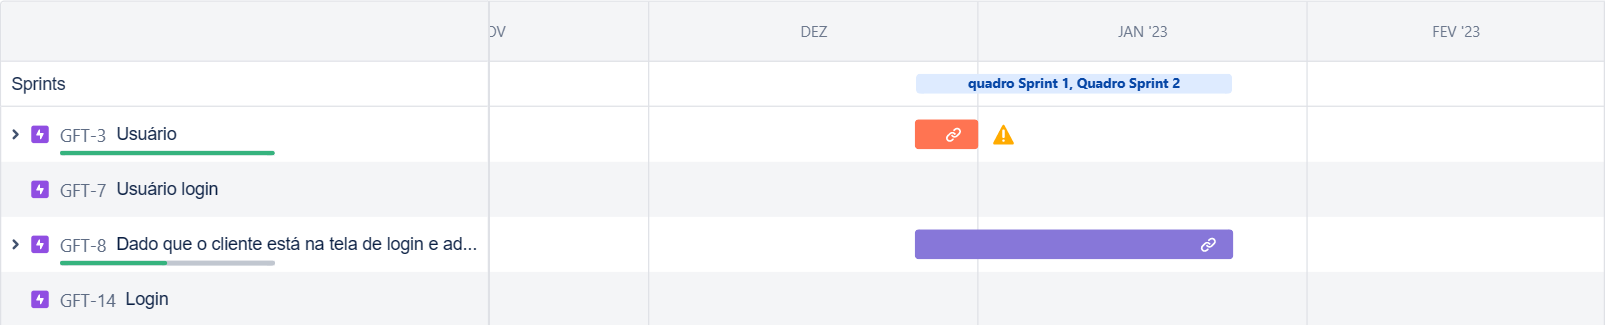 OV DEZ JAN '23 FEV '23
Sprints quadro Sprint 1, Quadro Sprint 2
GFT-3 Usuário
GFT-7 Usuário login
GFT-8 Dado que o cliente está na tela de login e ad...
GFT-14 Login